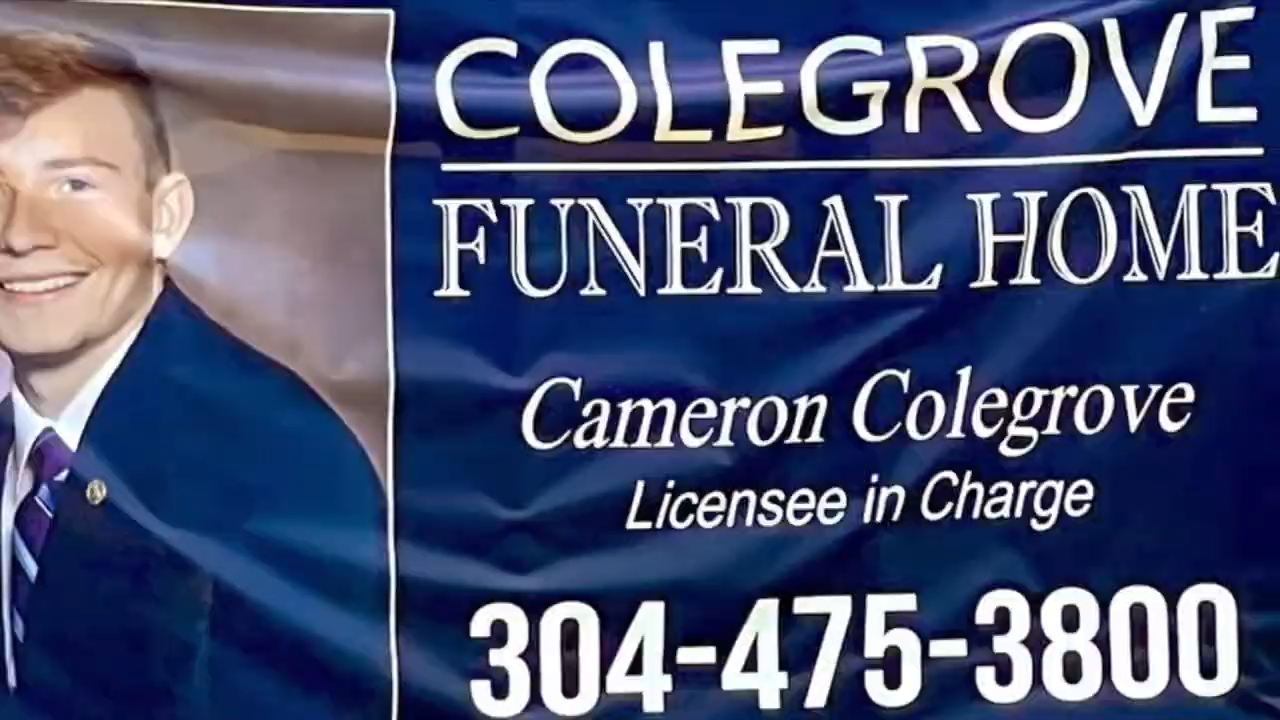 COLEGROVE
FUNERAL HOME
Cameron Colegrove
Licensee in Charge
304-475-3800